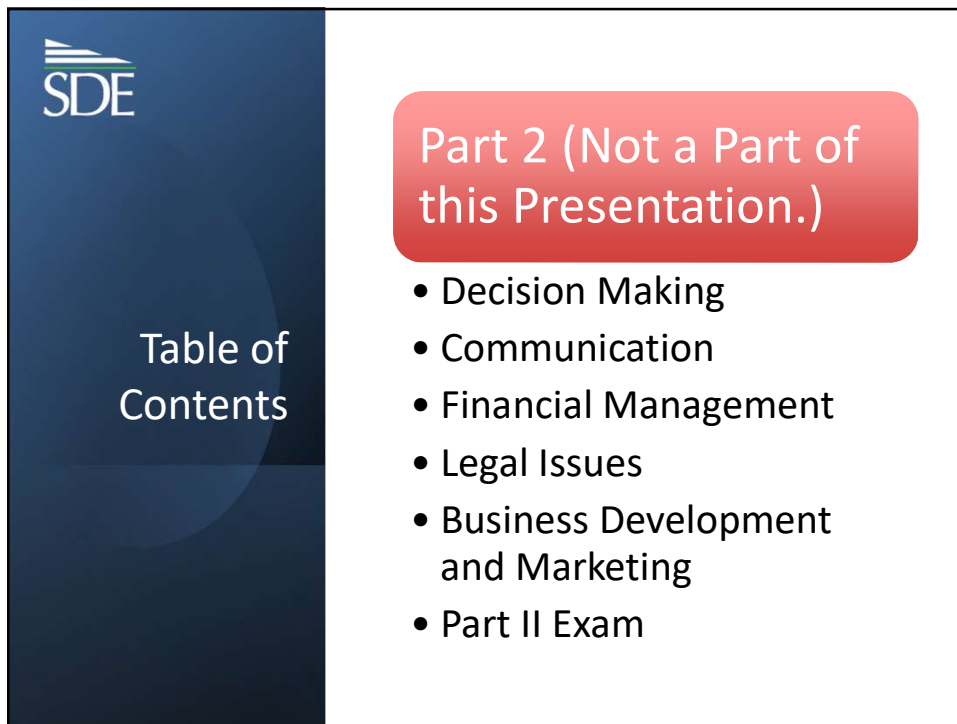 SDE
Table of
Contents
Part 2 (Not a Part of
this Presentation.)
• Decision Making
• Communication
• Financial Management
• Legal Issues
• Business Development
and Marketing
• Part II Exam